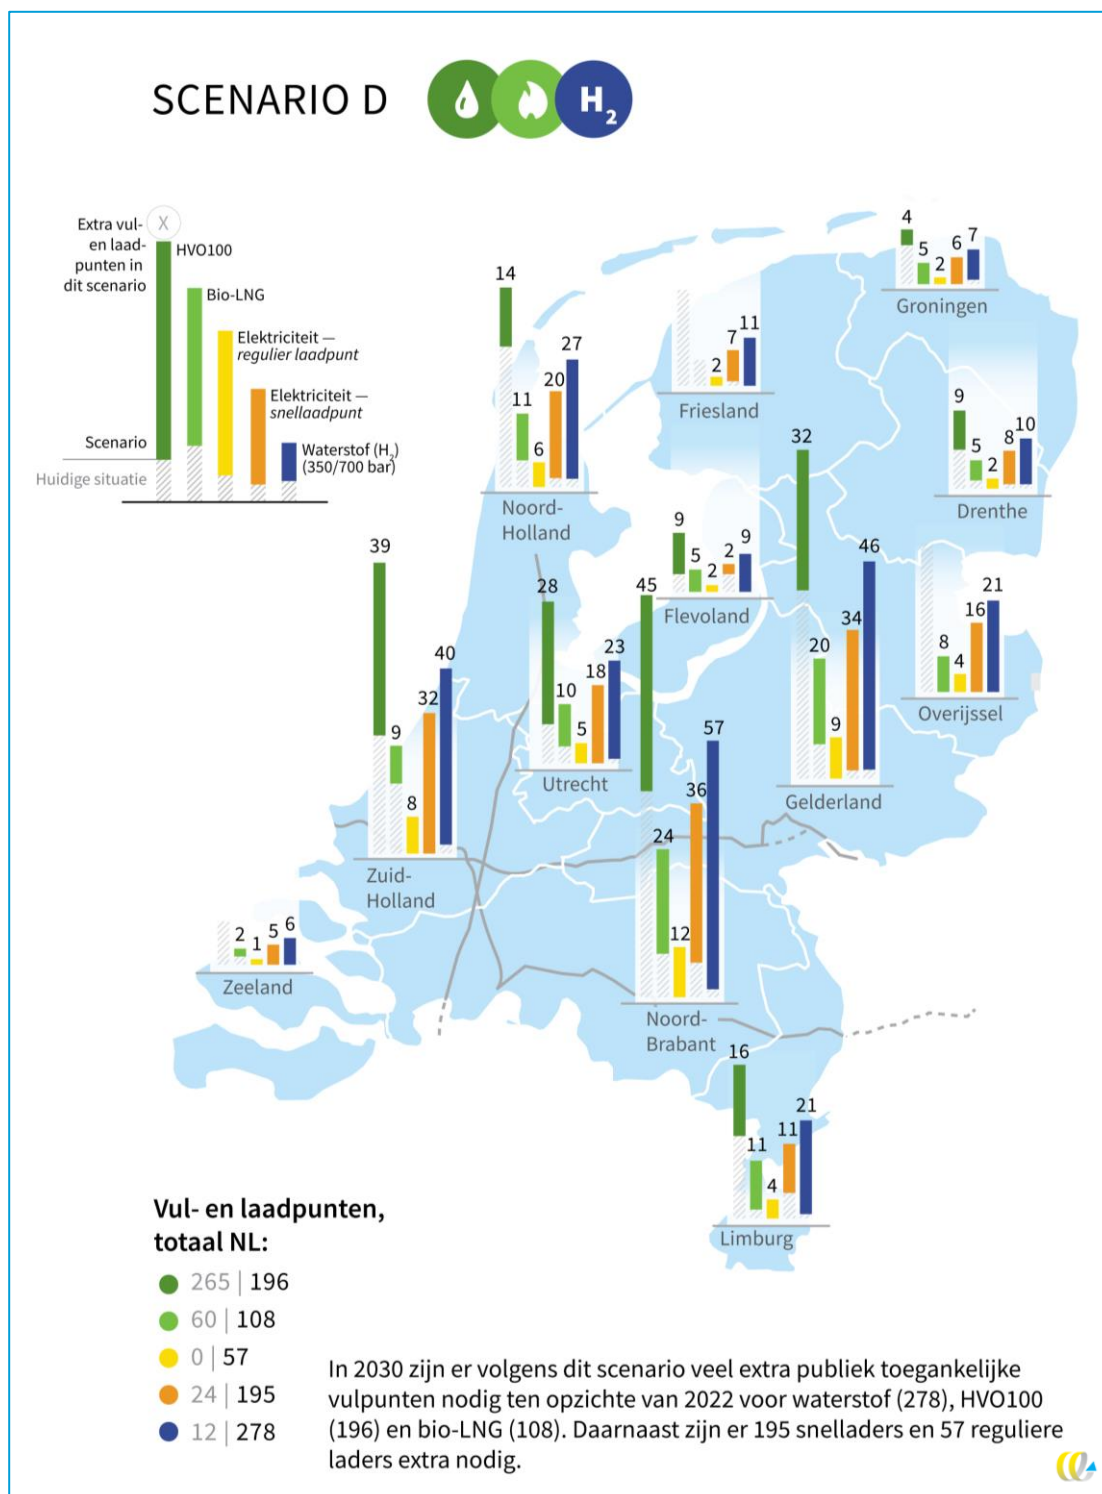 SCENARIO D
H2
X
Extra vul-
en laad-
punten in
dit scenario
HVO100
Bio-LNG
Elektriciteit —
regulier laadpunt
Elektriciteit —
snellaadpunt
Scenario
Waterstof (H2)
(350/700 bar)
Huidige situatie
4
5
2
6
7
Groningen
14
11
6
20
27
Noord-
Holland
2
7
11
Friesland
9
5
2
8
10
Drenthe
9
5
2
2
9
Flevoland
32
20
9
34
46
Gelderland
8
4
16
21
Overijssel
39
9
8
32
40
Zuid-
Holland
28
10
5
18
23
Utrecht
45
24
12
36
57
Noord-
Brabant
2
1
5
6
Zeeland
16
11
4
11
21
Limburg
Vul- en laadpunten,
totaal NL:
265 | 196
60 | 108
0 | 57
24 | 195
12 | 278
In 2030 zijn er volgens dit scenario veel extra publiek toegankelijke
vulpunten nodig ten opzichte van 2022 voor waterstof (278), HVO100
(196) en bio-LNG (108). Daarnaast zijn er 195 snelladers en 57 reguliere
laders extra nodig.